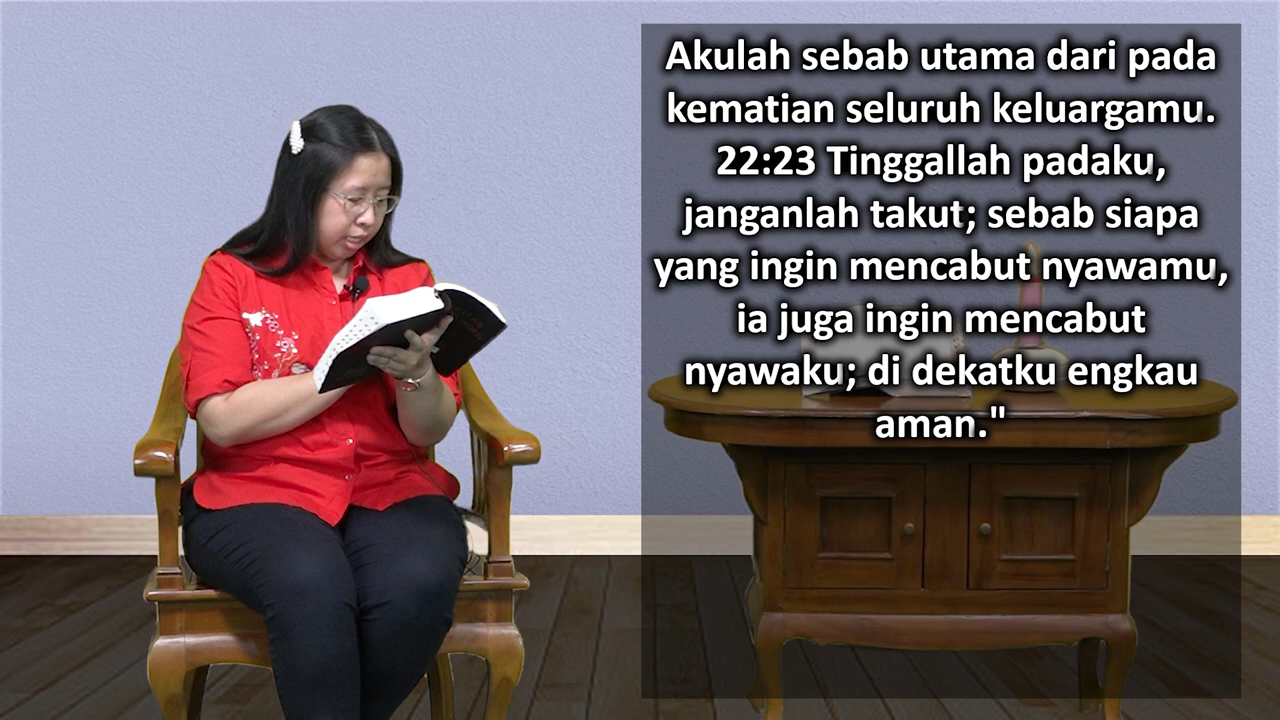 Akulah sebab utama dari pada
kematian seluruh keluargamu.
22:23 Tinggallah padaku,
janganlah takut; sebab siapa
yang ingin mencabut nyawamu,
ia juga ingin mencabut
nyawaku; di dekatku engkau
aman."